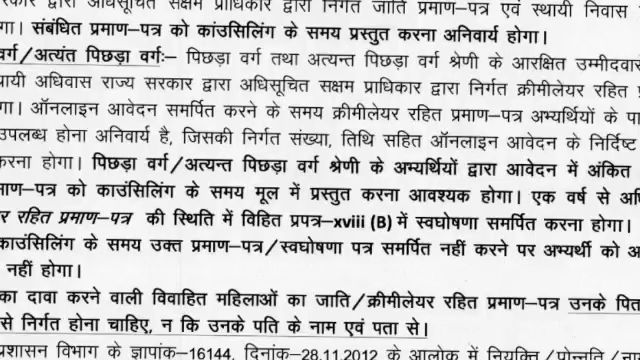 रकार द्वारा अधिसूचित सक्षम प्राधिकार द्वारा निर्गत जाति प्रमाण–पत्र एवं स्थायी निवास
गा। संबंधित प्रमाण–पत्र को कांउसिलिंग के समय प्रस्तुत करना अनिवार्य होगा।
वर्ग/अत्यंत पिछड़ा वर्गः– पिछड़ा वर्ग तथा अत्यन्त पिछड़ा वर्ग श्रेणी के आरक्षित उम्मीदवार
थायी अधिवास राज्य सरकार द्वारा अधिसूचित सक्षम प्राधिकार द्वारा निर्गत क्रीमीलेयर रहित
गा। ऑनलाइन आवेदन समर्पित करने के समय क्रीमीलेयर रहित प्रमाण–पत्र अभ्यर्थियों के पा
उपलब्ध होना अनिवार्य है, जिसकी निर्गत संख्या, तिथि सहित ऑनलाइन आवेदन के निर्दिष्ट
करना होगा। पिछड़ा वर्ग/अत्यन्त पिछड़ा वर्ग श्रेणी के अभ्यर्थियों द्वारा आवेदन में अंकित
माण–पत्र को काउंसिलिंग के समय मूल में प्रस्तुत करना आवश्यक होगा। एक वर्ष से अधि
र रहित प्रमाण–पत्र की स्थिति में विहित प्रपत्र–xviii (B) में स्वघोषणा समर्पित करना होगा।
काउंसिलिंग के समय उक्त प्रमाण–पत्र/स्वघोषणा पत्र समर्पित नहीं करने पर अभ्यर्थी को आ
नहीं होगा।
का दावा करने वाली विवाहित महिलाओं का जाति/क्रीमीलेयर रहित प्रमाण–पत्र उनके पित
से निर्गत होना चाहिए, न कि उनके पति के नाम एवं पता से।
प्रशासन विभाग के ज्ञापांक–16144, दिनांक–28.11.2012 के आलोक में नियुक्ति/प्रोन्नति